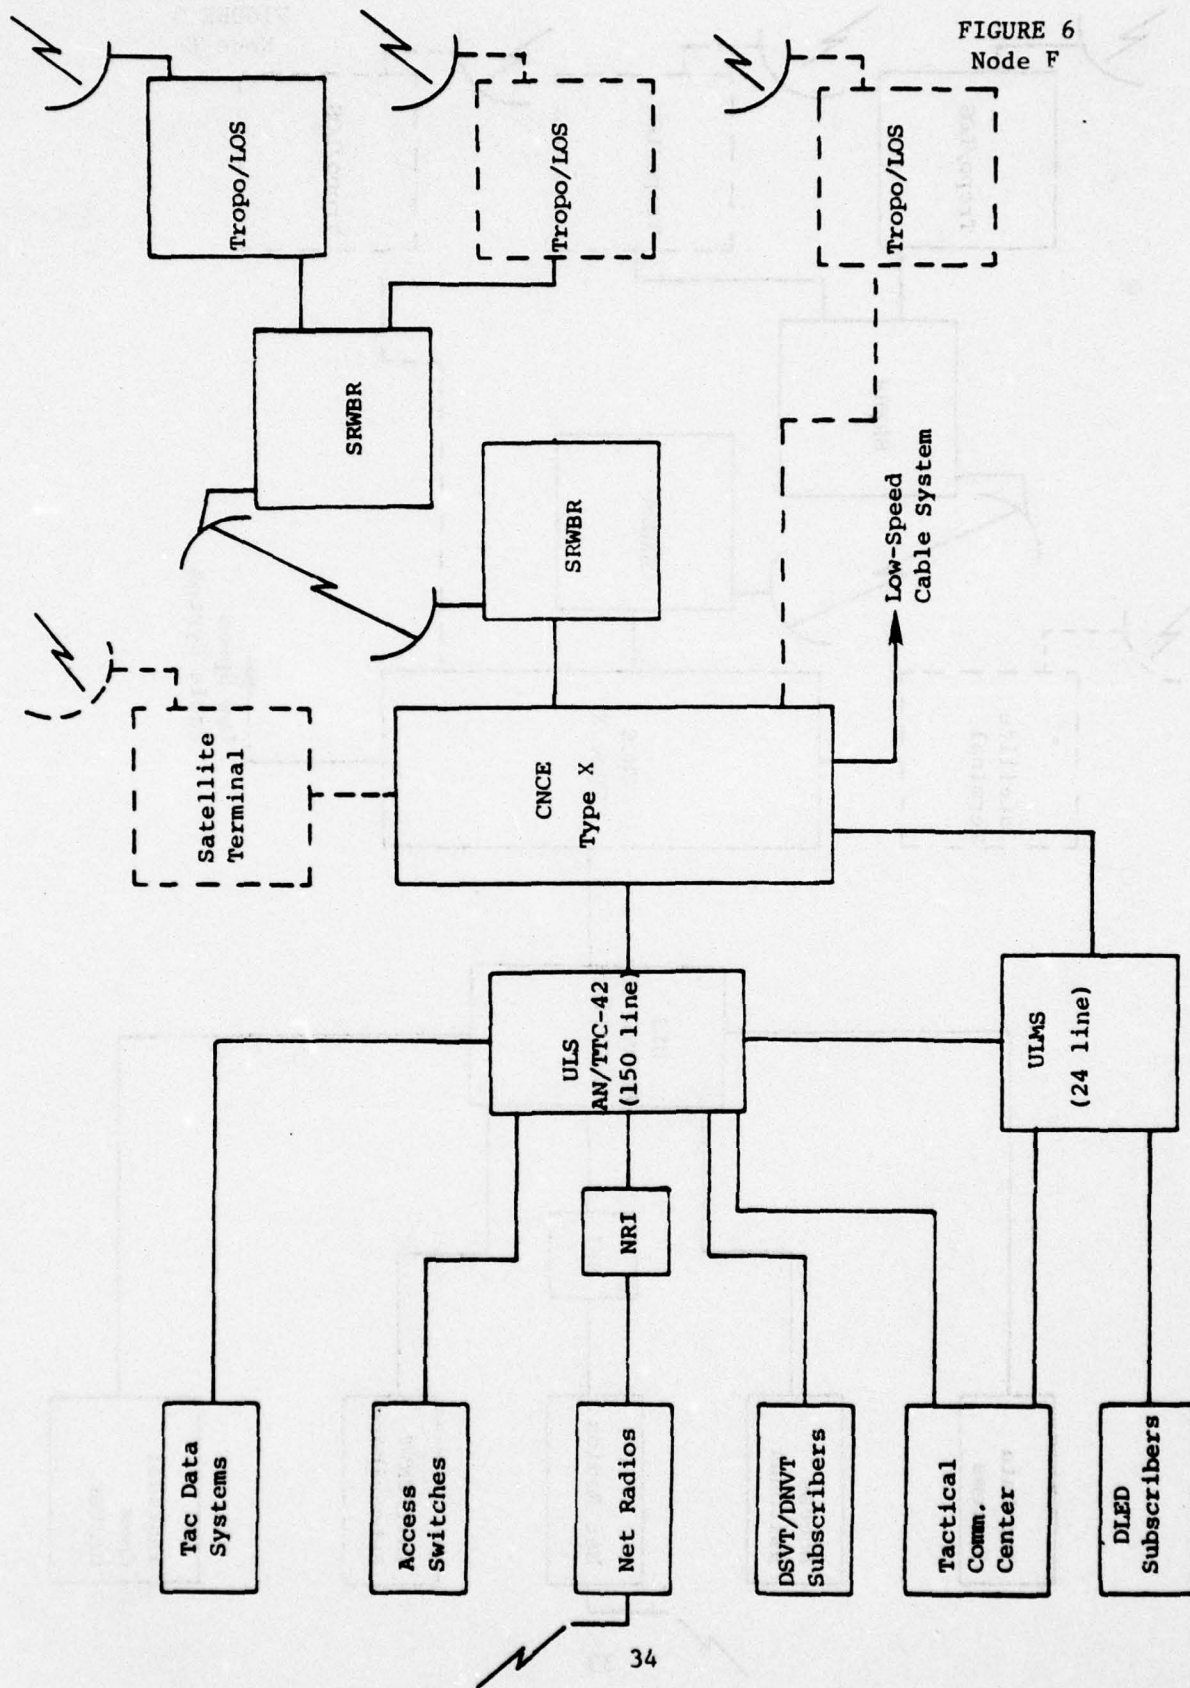 FIGURE 6
Node F
Tropo/LOS
Tropo/LOS
Tropo/LOS
SRWBR
SRWBR
Low-Speed
Cable System
Satellite
Terminal
CNCE
Type X
ULS
AN/TTC-42
(150 line)
ULMS
(24 line)
NRI
Tac Data
Systems
Access
Switches
Net Radios
DSVT/DNVT
Subscribers
Tactical
Comm.
Center
DLED
Subscribers
34